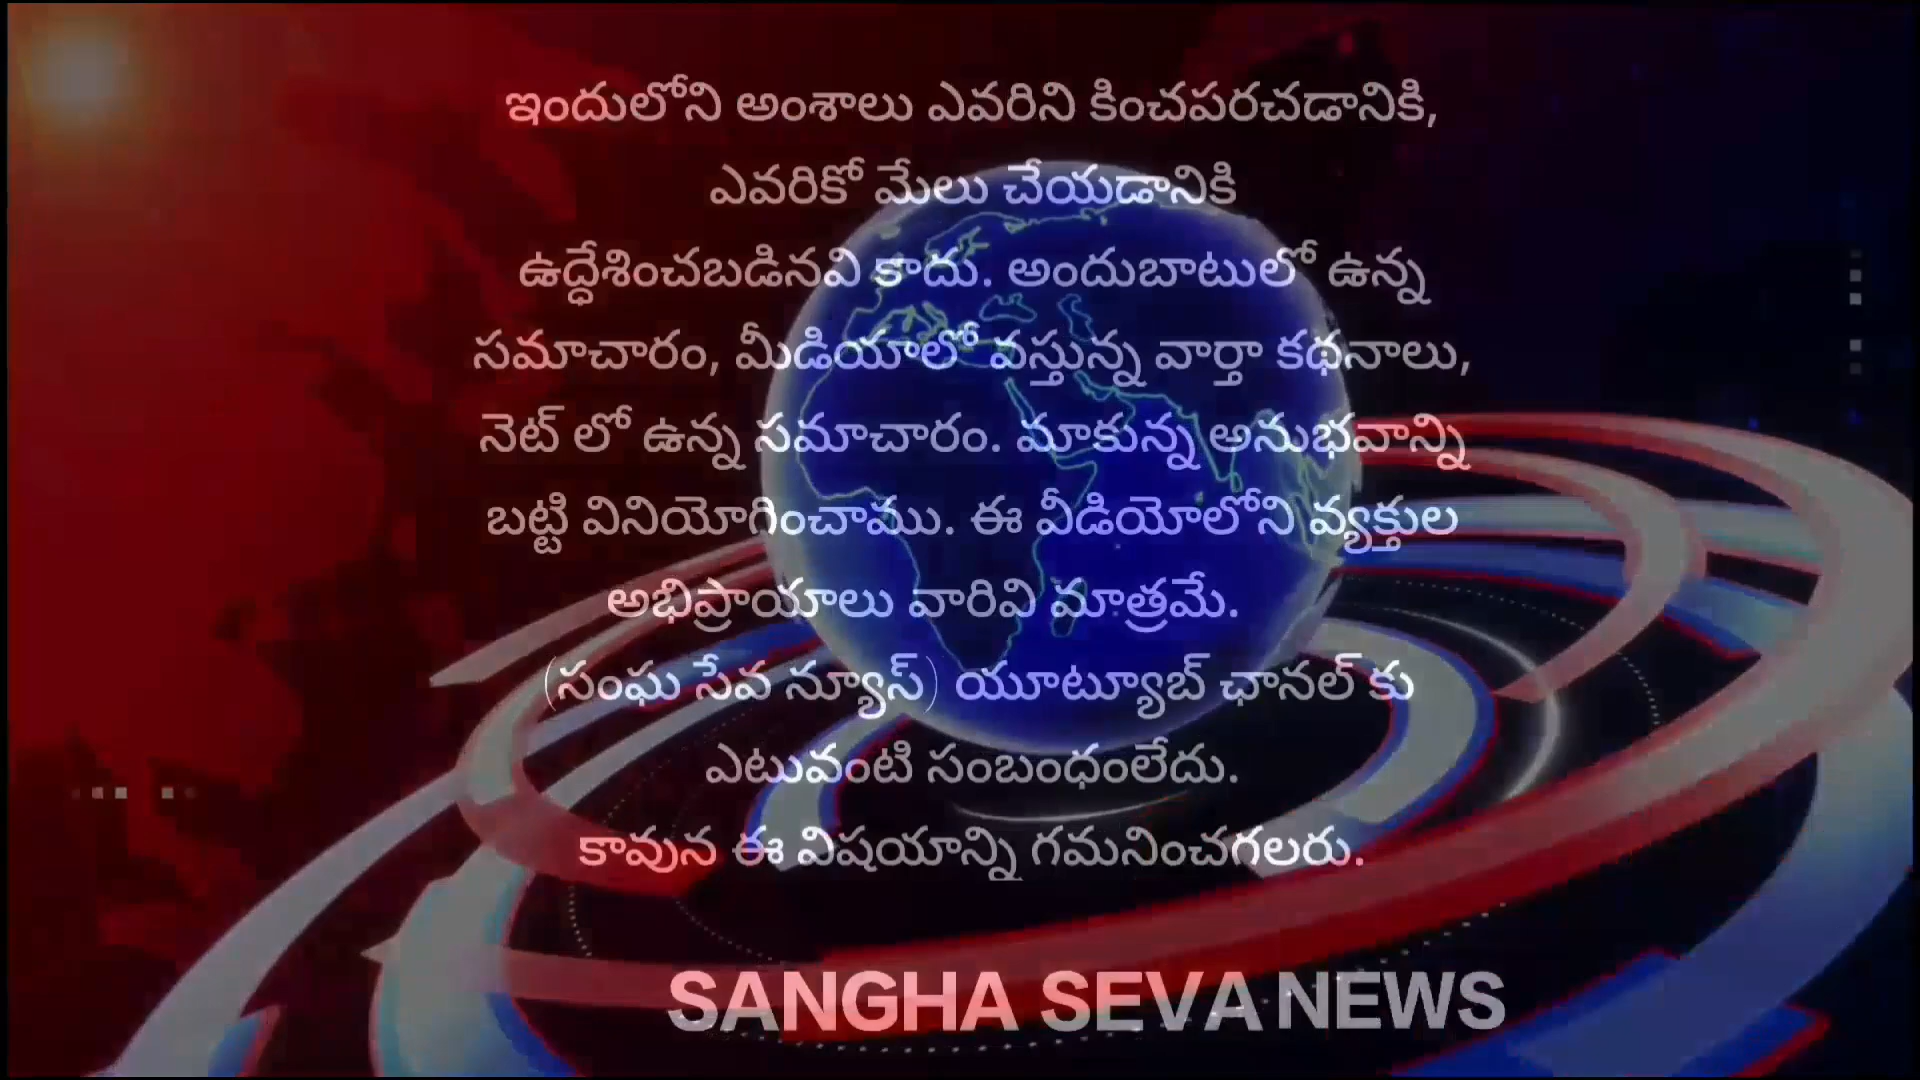 ఇందులోని అంశాలు ఎవరిని కించపరచడానికి,
ఎవరికో మేలు చేయడానికి
ఉద్ధేశించబడినవి కాదు. అందుబాటులో ఉన్న
సమాచారం, మీడియాలో వస్తున్న వార్తా కథనాలు,
నెట్ లో ఉన్న సమాచారం. మాకున్న అనుభవాన్ని
బట్టి వినియోగించాము. ఈ వీడియోలోని వ్యక్తుల
అభిప్రాయాలు వారివి మాత్రమే.
(సంఘ సేవ న్యూస్) యూట్యూబ్ ఛానల్ కు
ఎటువంటి సంబంధంలేదు.
కావున ఈ విషయాన్ని గమనించగలరు.
SANGHA SEVA NEWS